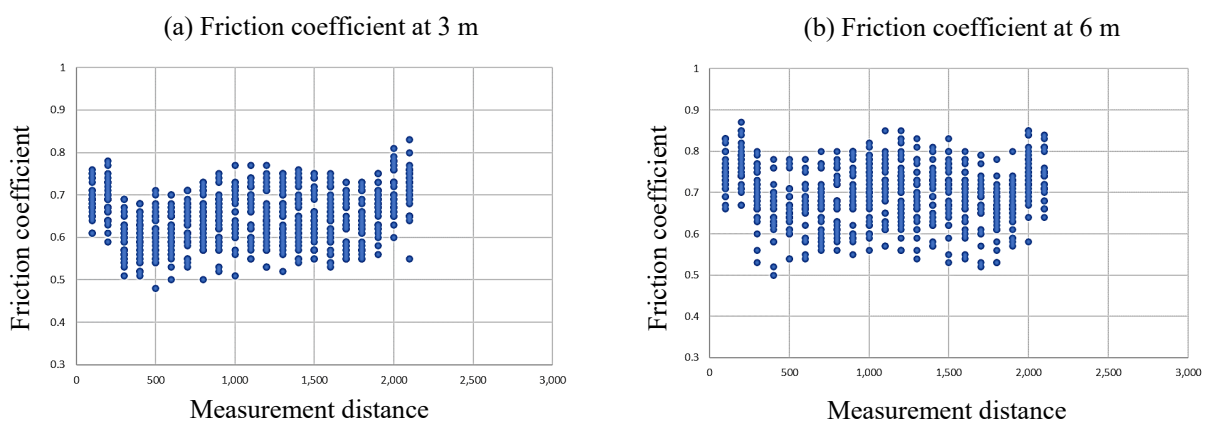 (a) Friction coefficient at 3 m
1
0.9
0.8
0.7
0.6
0.5
0.4
0.3
0 500 1,000 1,500 2,000 2,500 3,000
Friction coefficient
Measurement distance
(b) Friction coefficient at 6 m
1
0.9
0.8
0.7
0.6
0.5
0.4
0.3
0 500 1,000 1,500 2,000 2,500 3,000
Friction coefficient
Measurement distance